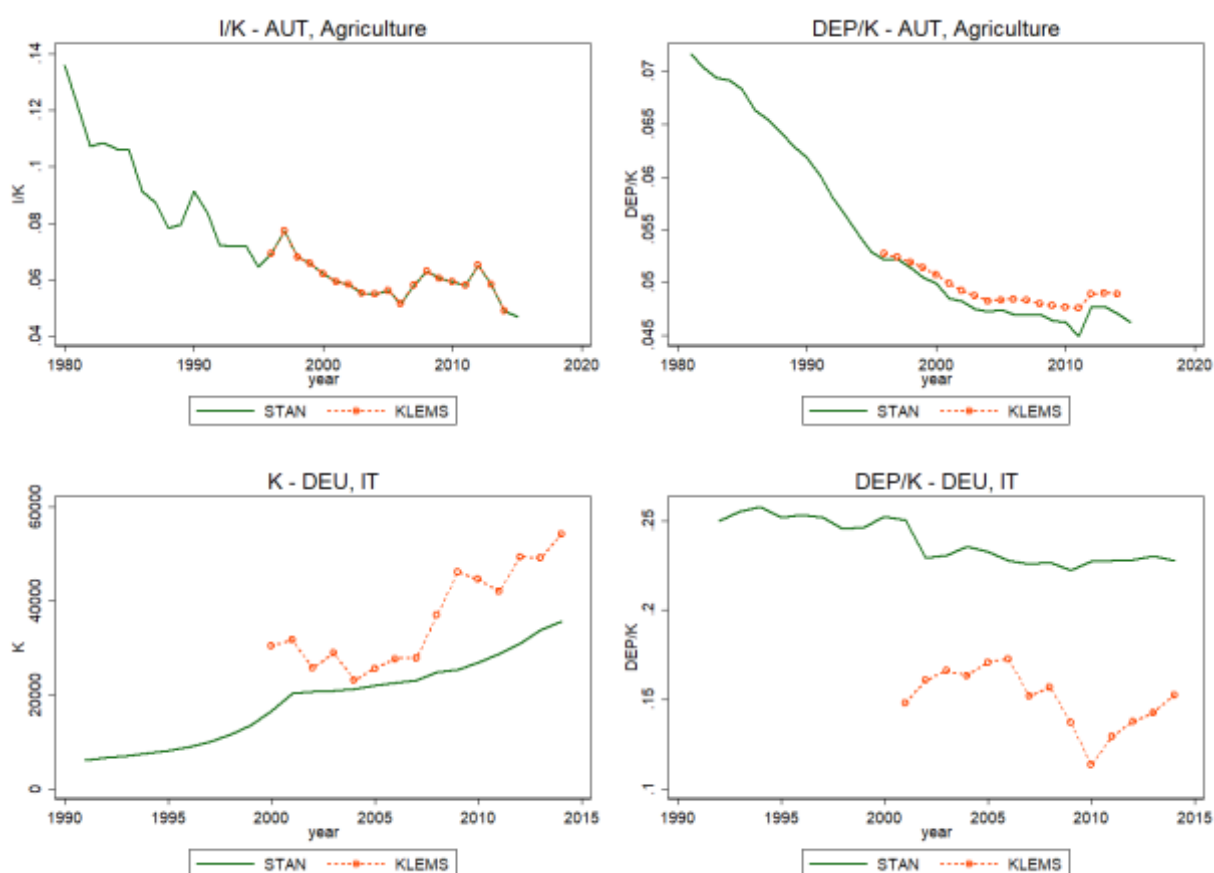 I/K - AUT, Agriculture
I/K
.14
.12
.1
.08
.06
.04
1980
1990
2000
2010
2020
year
STAN
KLEMS
DEP/K - AUT, Agriculture
DEP/K
.07
.065
.06
.055
.05
.045
1980
1990
2000
2010
2020
year
STAN
KLEMS
K - DEU, IT
K
60000
40000
20000
0
1990
1995
2000
2005
2010
2015
year
STAN
KLEMS
DEP/K - DEU, IT
DEP/K
.25
.2
.15
.1
1990
1995
2000
2005
2010
2015
year
STAN
KLEMS